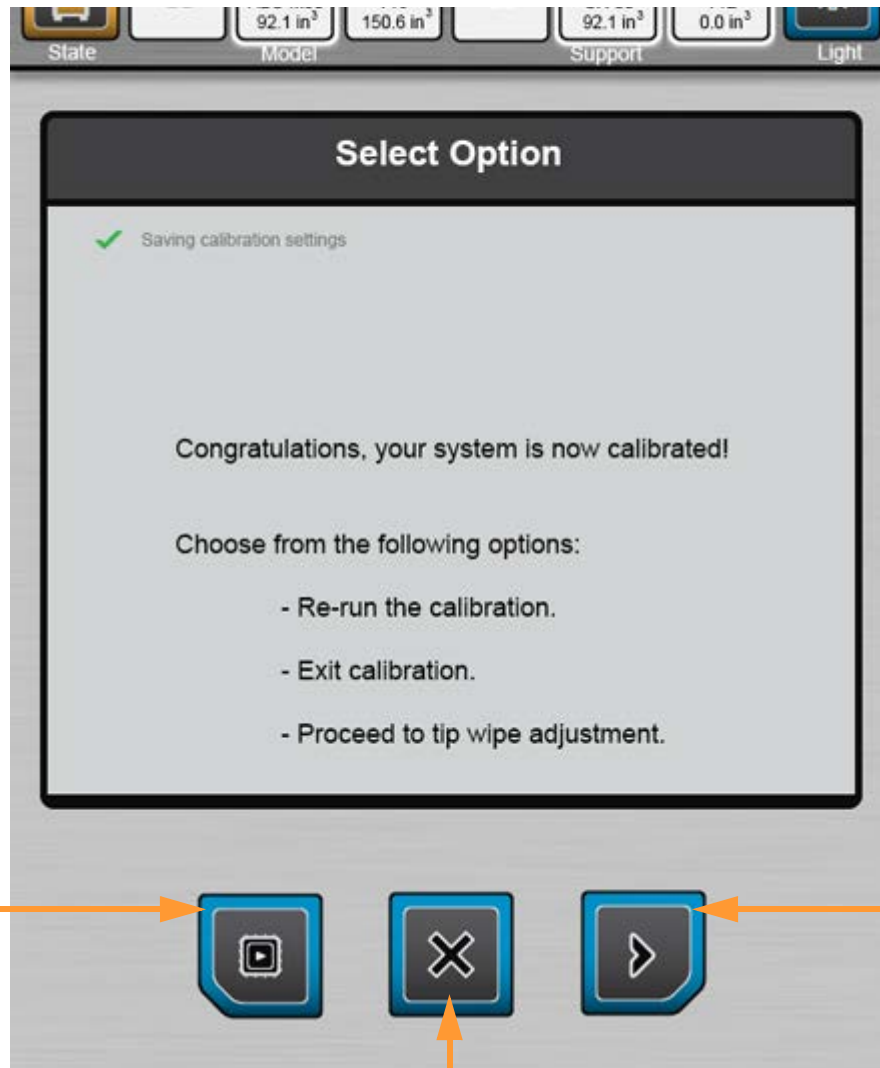 92.1 in³ 150.6 in³ 92.1 in³ 0.0 in³
State Model Support Light
Select Option
Saving calibration settings
Congratulations, your system is now calibrated!
Choose from the following options:
- Re-run the calibration.
- Exit calibration.
- Proceed to tip wipe adjustment.